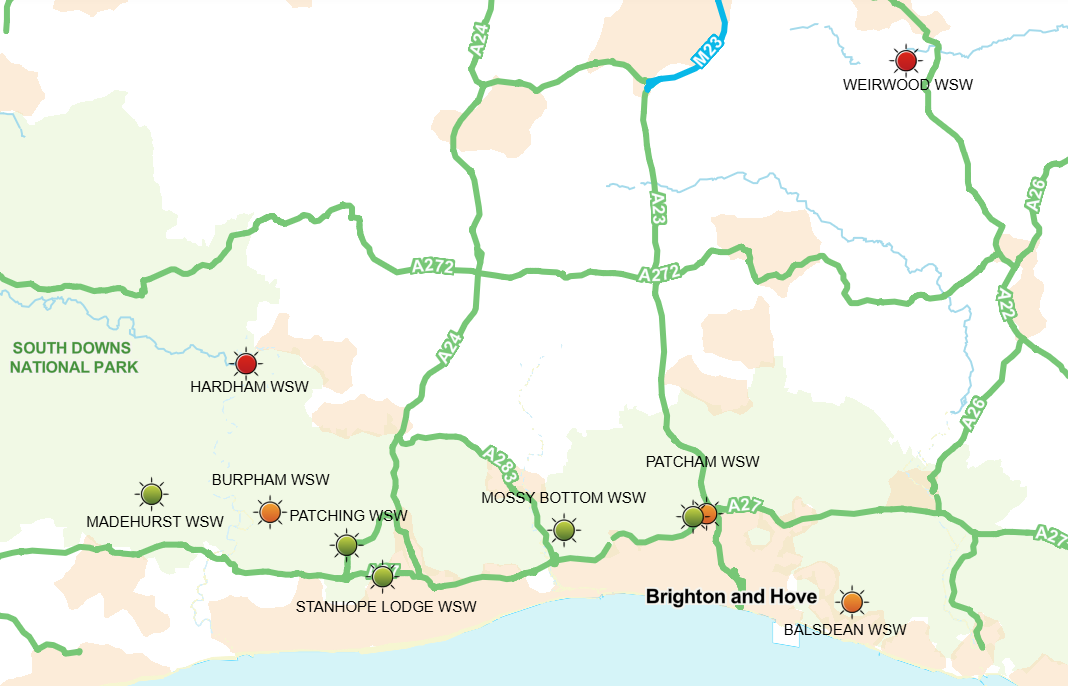 A24
M23
WEIRWOOD WSW
A26
A23
A272
A272
A22
SOUTH DOWNS
NATIONAL PARK
A24
HARDHAM WSW
A26
A283
PATCHAM WSW
BURPHAM WSW
MOSSY BOTTOM WSW
MADEHURST WSW
PATCHING WSW
A27
A27
STANHOPE LODGE WSW
Brighton and Hove
BALSDEAN WSW